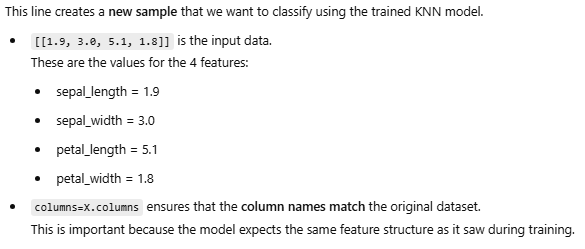 This line creates a new sample that we want to classify using the trained KNN model.
• [[1.9, 3.0, 5.1, 1.8]] is the input data.
These are the values for the 4 features:
• sepal_length = 1.9
• sepal_width = 3.0
• petal_length = 5.1
• petal_width = 1.8
• columns=X.columns ensures that the column names match the original dataset.
This is important because the model expects the same feature structure as it saw during training.